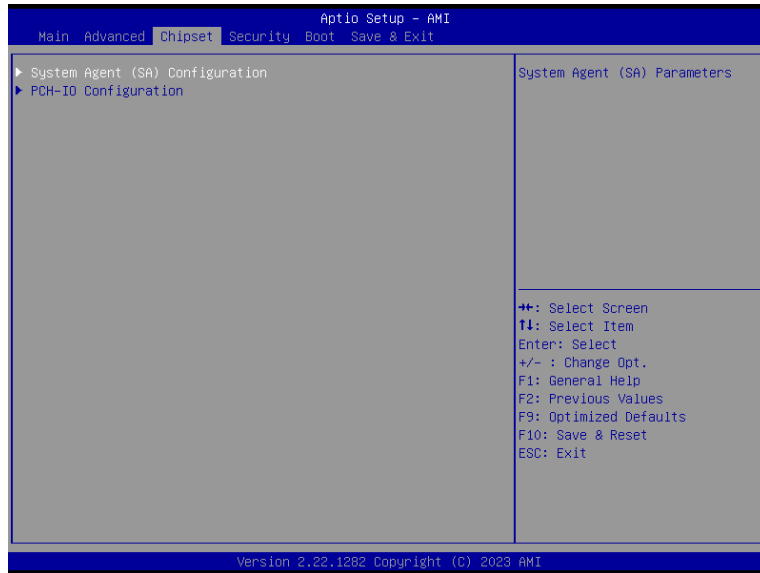 Aptio Setup - AMI
Main Advanced Chipset Security Boot Save & Exit
▶ System Agent (SA) Configuration
▶ PCH-IO Configuration
System Agent (SA) Parameters
→←: Select Screen
↑↓: Select Item
Enter: Select
+/- : Change Opt.
F1: General Help
F2: Previous Values
F9: Optimized Defaults
F10: Save & Reset
ESC: Exit
Version 2.22.1282 Copyright (C) 2023 AMI